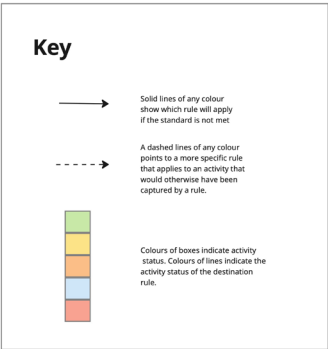 Key
Solid lines of any colour
show which rule will apply
if the standard is not met
A dashed lines of any colour
points to a more specific rule
that applies to an activity that
would otherwise have been
captured by a rule.
Colours of boxes indicate activity
status. Colours of lines indicate the
activity status of the destination
rule.